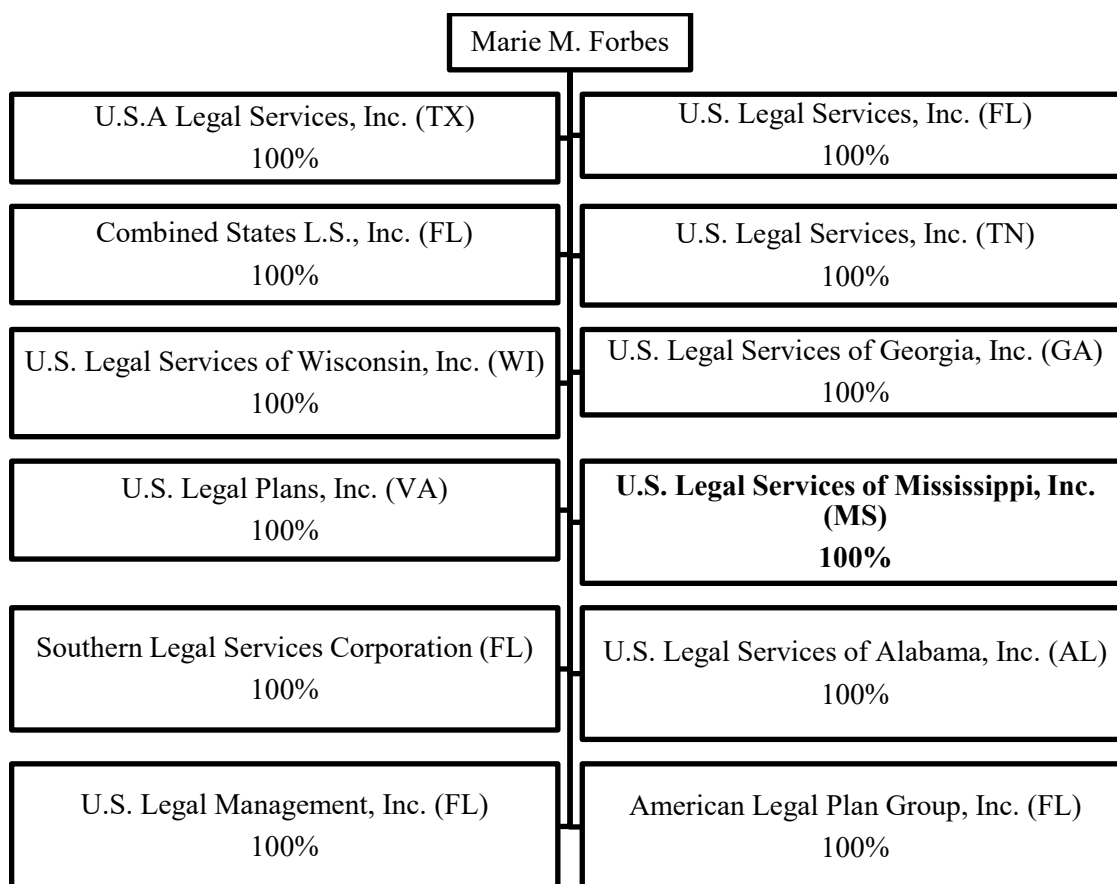 Marie M. Forbes
U.S.A Legal Services, Inc. (TX)
100%
U.S. Legal Services, Inc. (FL)
100%
Combined States L.S., Inc. (FL)
100%
U.S. Legal Services, Inc. (TN)
100%
U.S. Legal Services of Wisconsin, Inc. (WI)
100%
U.S. Legal Services of Georgia, Inc. (GA)
100%
U.S. Legal Plans, Inc. (VA)
100%
U.S. Legal Services of Mississippi, Inc.
(MS)
100%
Southern Legal Services Corporation (FL)
100%
U.S. Legal Services of Alabama, Inc. (AL)
100%
U.S. Legal Management, Inc. (FL)
100%
American Legal Plan Group, Inc. (FL)
100%